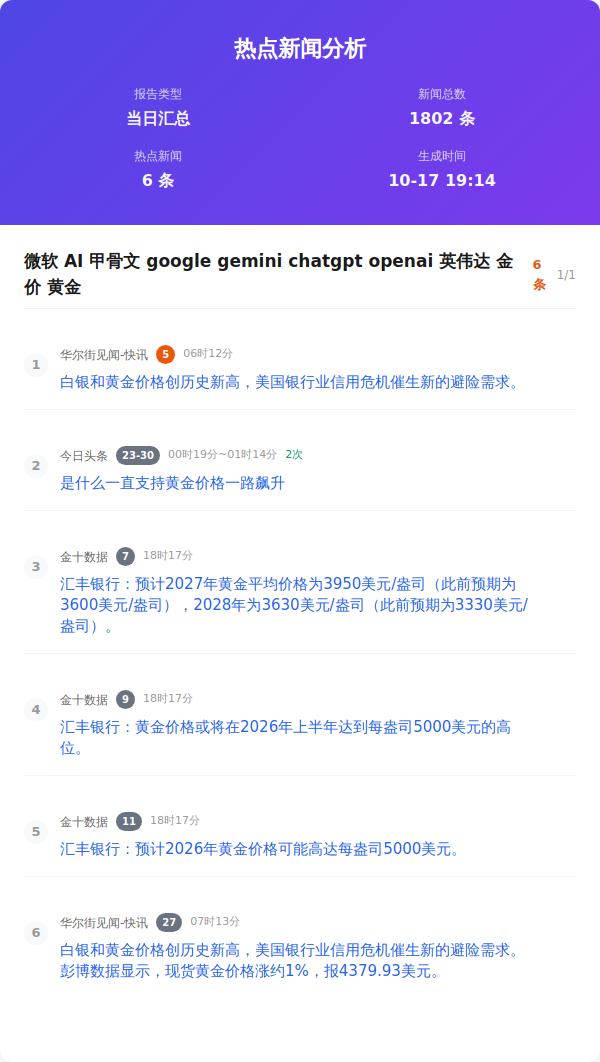 热点新闻分析
报告类型
新闻总数
当日汇总
1802 条
热点新闻
生成时间
6 条
10-17 19:14
微软 AI 甲骨文 google gemini chatgpt openai 英伟达 金
价 黄金
6
条
1/1
1
华尔街见闻-快讯 5 06时12分
白银和黄金价格创历史新高，美国银行业信用危机催生新的避险需求。
2
今日头条 23-30 00时19分~01时14分 2次
是什么一直支持黄金价格一路飙升
3
金十数据 7 18时17分
汇丰银行：预计2027年黄金平均价格为3950美元/盎司（此前预期为
3600美元/盎司），2028年为3630美元/盎司（此前预期为3330美元/
盎司）。
4
金十数据 9 18时17分
汇丰银行：黄金价格或将在2026年上半年达到每盎司5000美元的高
位。
5
金十数据 11 18时17分
汇丰银行：预计2026年黄金价格可能高达每盎司5000美元。
6
华尔街见闻-快讯 27 07时13分
白银和黄金价格创历史新高，美国银行业信用危机催生新的避险需求。
彭博数据显示，现货黄金价格涨约1%，报4379.93美元。